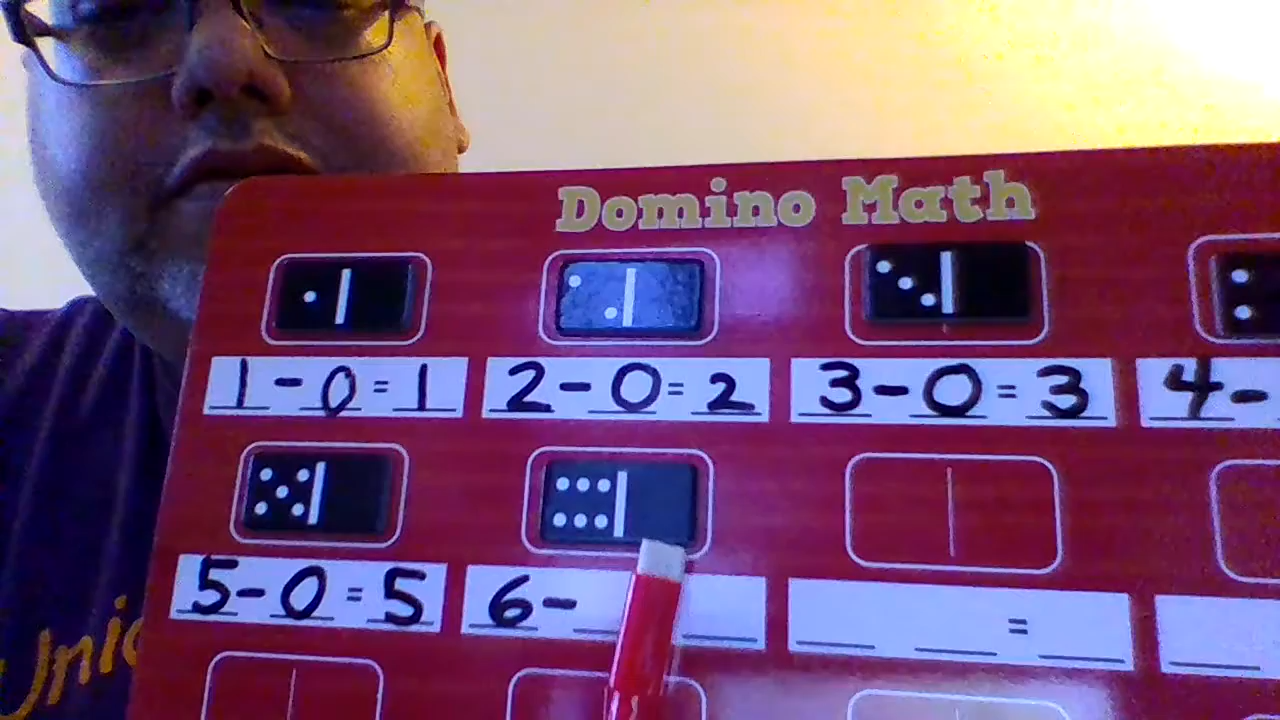 Domino Math
1 - 0 = 1 2 - 0 = 2 3 - 0 = 3 4 -
5 - 0 = 5 6 - =